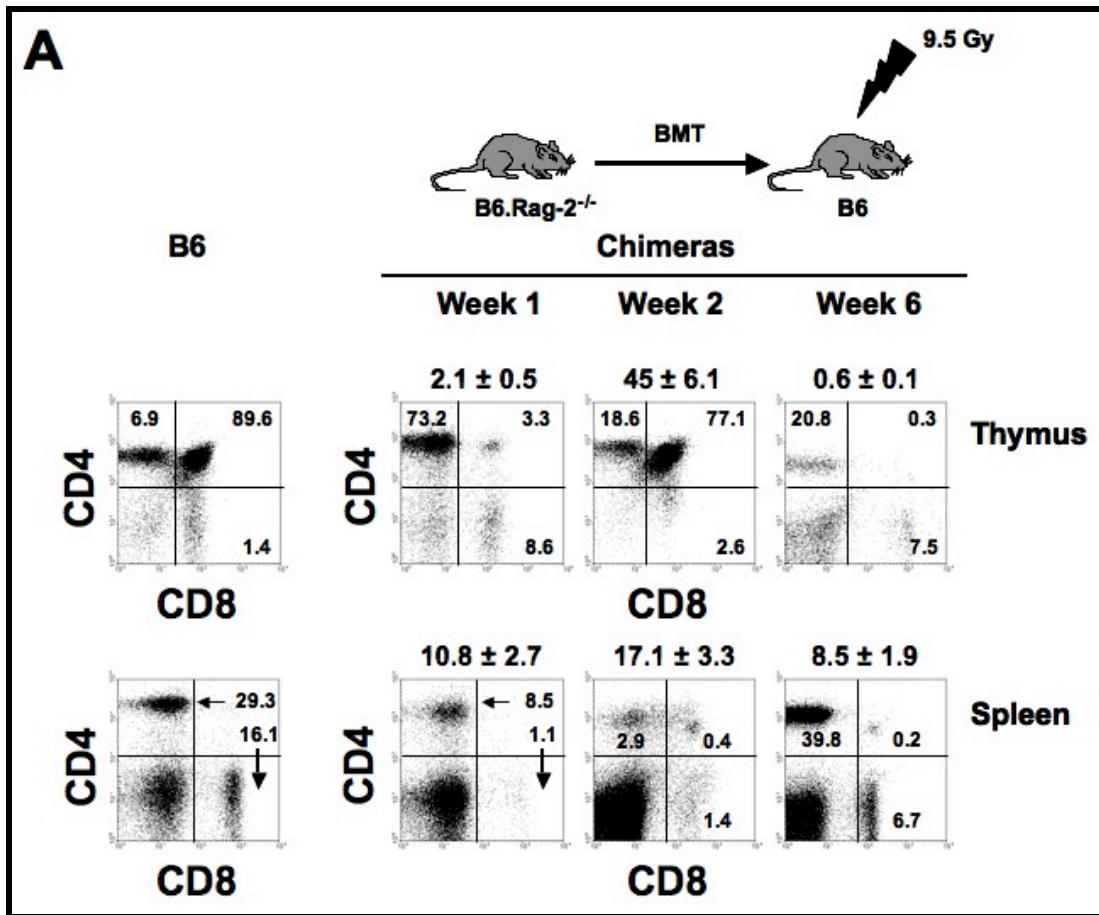 A
9.5 Gy
BMT
B6.Rag-2-/-
B6
B6
Chimeras
Week 1
Week 2
Week 6
2.1 ± 0.5
45 ± 6.1
0.6 ± 0.1
6.9
89.6
73.2
3.3
18.6
77.1
20.8
0.3
Thymus
CD4
CD4
1.4
8.6
2.6
7.5
CD8
CD8
10.8 ± 2.7
17.1 ± 3.3
8.5 ± 1.9
29.3
8.5
Spleen
16.1
1.1
2.9
0.4
39.8
0.2
CD4
CD4
1.4
6.7
CD8
CD8